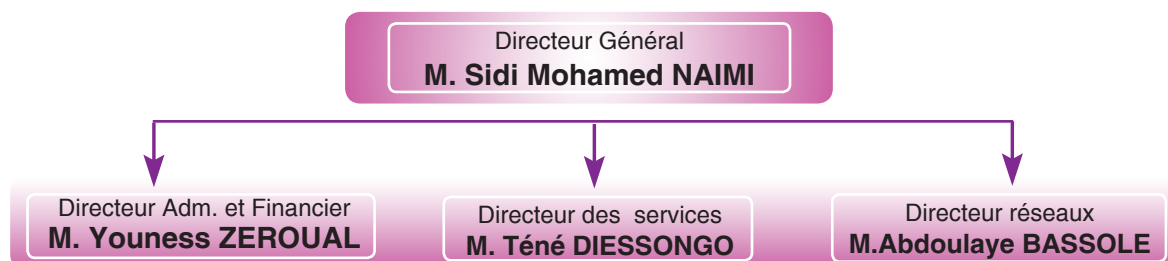 Directeur Général
M. Sidi Mohamed NAIMI
Directeur Adm. et Financier
M. Youness ZEROUAL
Directeur des services
M. Téné DIESSONGO
Directeur réseaux
M.Abdoulaye BASSOLE